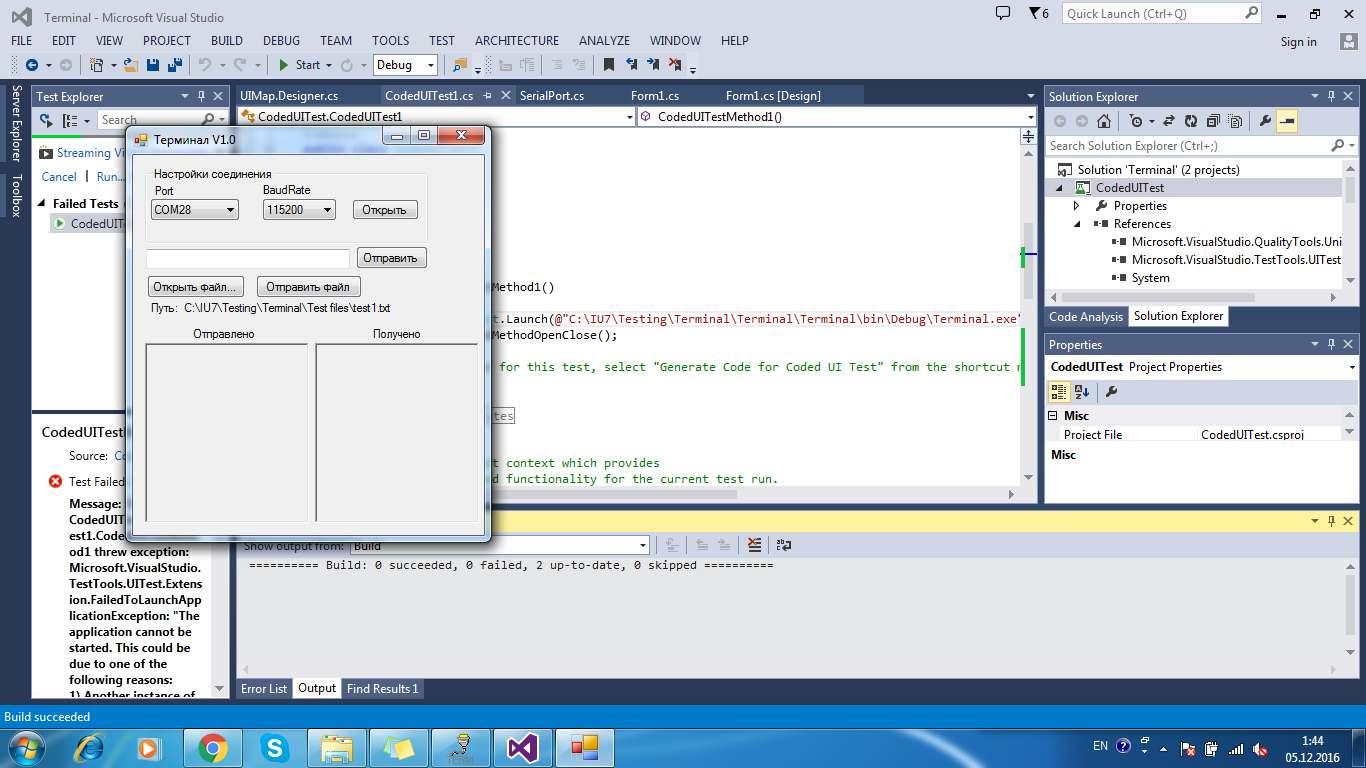 Terminal - Microsoft Visual Studio
6
Quick Launch (Ctrl+Q)
FILE EDIT VIEW PROJECT BUILD DEBUG TEAM TOOLS TEST ARCHITECTURE ANALYZE WINDOW HELP
Sign in
Start Debug
Server Explorer
Toolbox
Test Explorer
Search
Streaming Vi
Cancel Run...
Failed Tests
CodedUITe
CodedUITest
Source: Co
Test Failed
Message:
CodedUIT
est1.Code
od1 threw exception:
Microsoft.VisualStudio.
TestTools.UITest.Exten
sion.FailedToLaunchApp
licationException: "The
application cannot be
started. This could be
due to one of the
following reasons:
1) Another instance of
UIMap.Designer.cs CodedUITest1.cs SerialPort.cs Form1.cs Form1.cs [Design]
CodedUITest.CodedUITest1 CodedUITestMethod1()
public class
Method1()
t.Launch(@"C:\IU7\Testing\Terminal\Terminal\Terminal\bin\Debug\Terminal.exe"
MethodOpenClose();
for this test, select "Generate Code for Coded UI Test" from the shortcut m
tes
t context which provides
d functionality for the current test run.
Терминал V1.0
Настройки соединения
Port BaudRate
COM28 115200 Открыть
Отправить
Открыть файл... Отправить файл
Путь: C:\IU7\Testing\Terminal\Test files\test1.txt
Отправлено Получено
Show output from: Build
========== Build: 0 succeeded, 0 failed, 2 up-to-date, 0 skipped ==========
Error List Output Find Results 1
Solution Explorer
Search Solution Explorer (Ctrl+;)
Solution 'Terminal' (2 projects)
CodedUITest
Properties
References
Microsoft.VisualStudio.QualityTools.Uni
Microsoft.VisualStudio.TestTools.UITest
System
Code Analysis Solution Explorer
Properties
CodedUITest Project Properties
Misc
Project File CodedUITest.csproj
Misc
Build succeeded
TERM
EN
1:44
05.12.2016